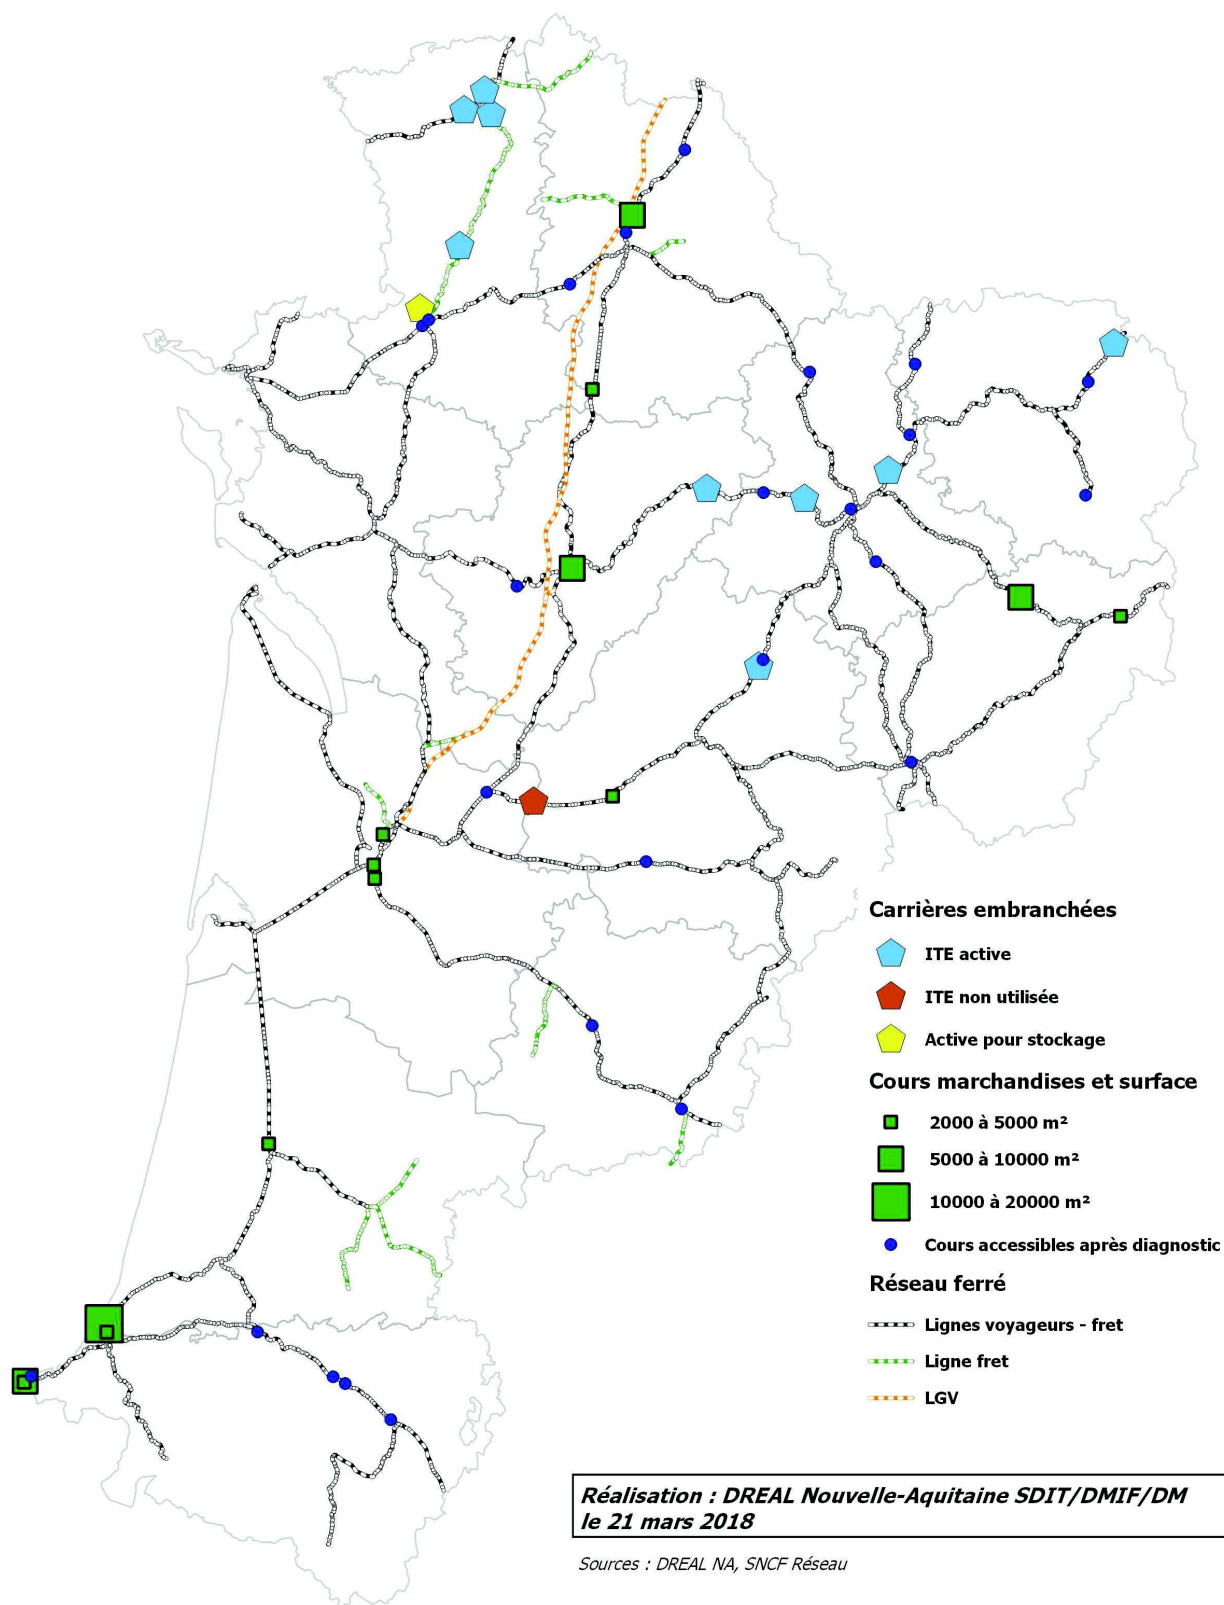 Carrières embranchées
ITE active
ITE non utilisée
Active pour stockage
Cours marchandises et surface
2000 à 5000 m²
5000 à 10000 m²
10000 à 20000 m²
Cours accessibles après diagnostic
Réseau ferré
Lignes voyageurs - fret
Ligne fret
LGV
Réalisation : DREAL Nouvelle-Aquitaine SDIT/DMIF/DM
le 21 mars 2018
Sources : DREAL NA, SNCF Réseau